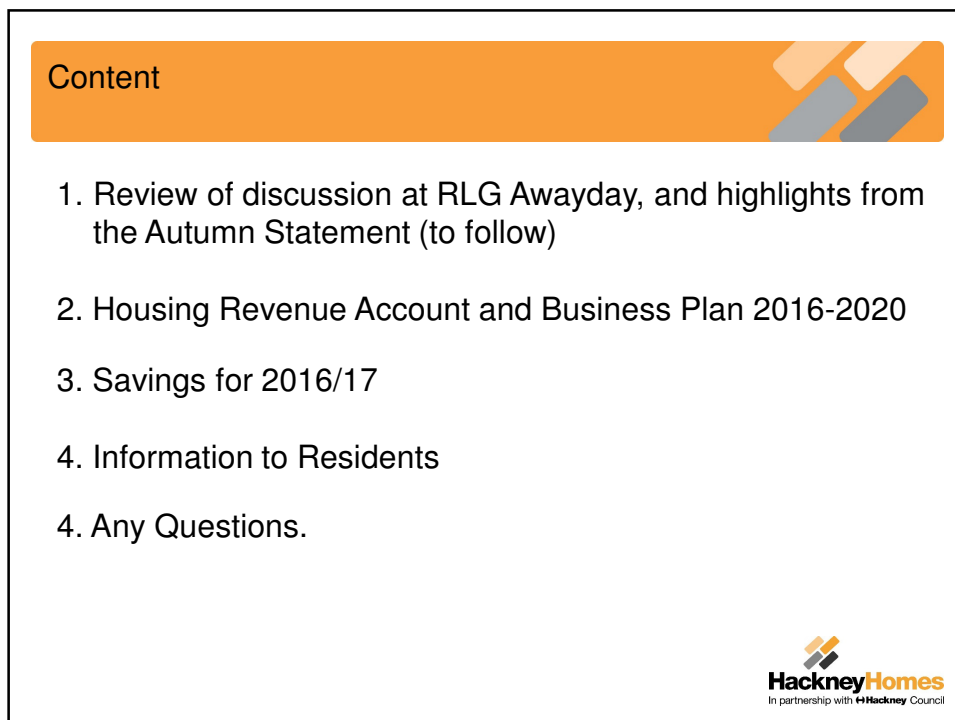 Content
1. Review of discussion at RLG Awayday, and highlights from
the Autumn Statement (to follow)
2. Housing Revenue Account and Business Plan 2016-2020
3. Savings for 2016/17
4. Information to Residents
4. Any Questions.
HackneyHomes
In partnership with Hackney Council